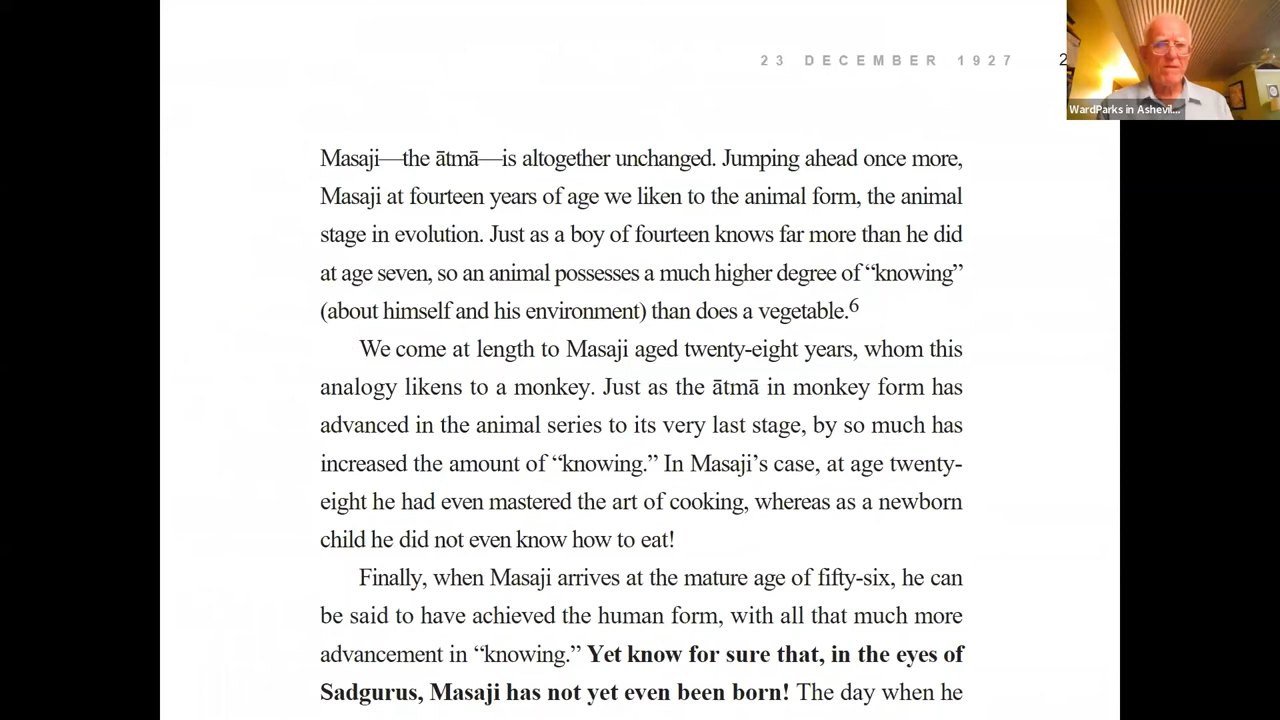 23 DECEMBER 1927 2
WardParks in Ashevil...
Masaji—the ātmā—is altogether unchanged. Jumping ahead once more,
Masaji at fourteen years of age we liken to the animal form, the animal
stage in evolution. Just as a boy of fourteen knows far more than he did
at age seven, so an animal possesses a much higher degree of “knowing”
(about himself and his environment) than does a vegetable.6
We come at length to Masaji aged twenty-eight years, whom this
analogy likens to a monkey. Just as the ātmā in monkey form has
advanced in the animal series to its very last stage, by so much has
increased the amount of “knowing.” In Masaji’s case, at age twenty-
eight he had even mastered the art of cooking, whereas as a newborn
child he did not even know how to eat!
Finally, when Masaji arrives at the mature age of fifty-six, he can
be said to have achieved the human form, with all that much more
advancement in “knowing.” Yet know for sure that, in the eyes of
Sadgurus, Masaji has not yet even been born! The day when he